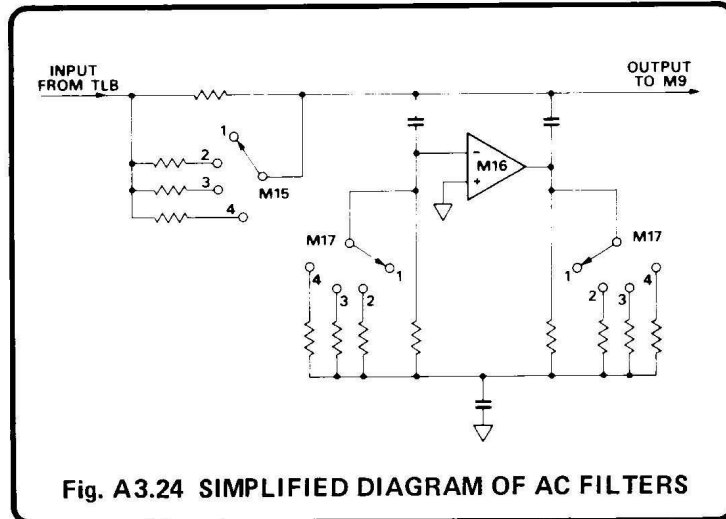 INPUT
FROM TLB
OUTPUT
TO M9
1
2
3
4
M15
M16
M17
1
4
3
2
M17
1
2
3
4
Fig. A3.24 SIMPLIFIED DIAGRAM OF AC FILTERS